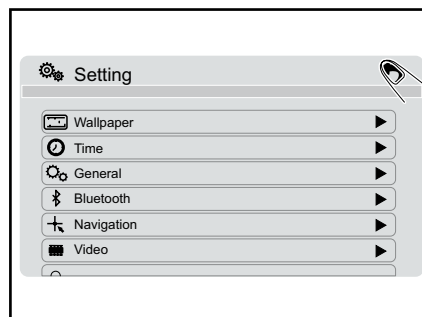 Setting
Wallpaper
Time
General
Bluetooth
Navigation
Video